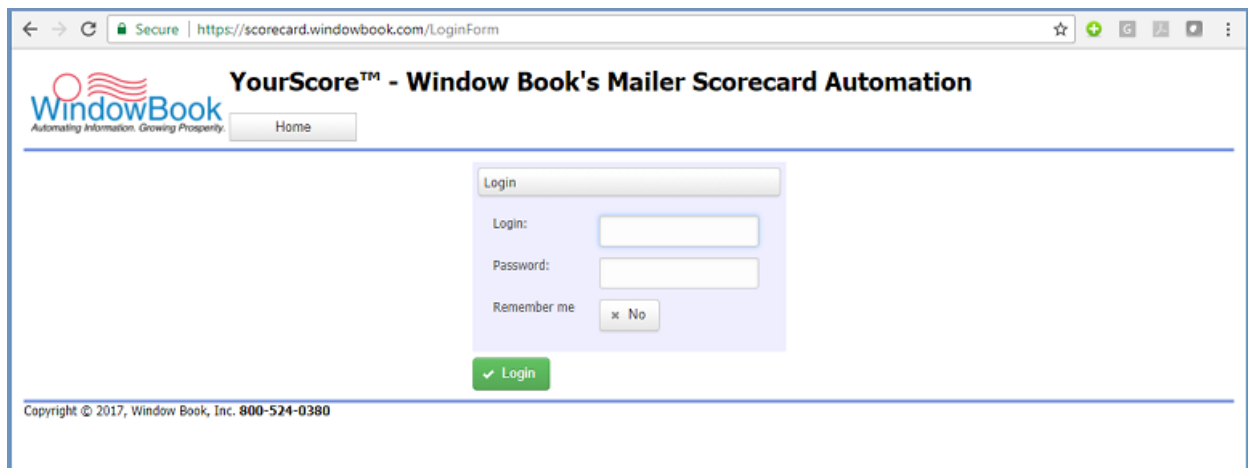 Secure | https://scorecard.windowbook.com/LoginForm
YourScore™ - Window Book's Mailer Scorecard Automation
WindowBook
Automating Information. Growing Prosperity.
Home
Login
Login:
Password:
Remember me
× No
✓ Login
Copyright © 2017, Window Book, Inc. 800-524-0380